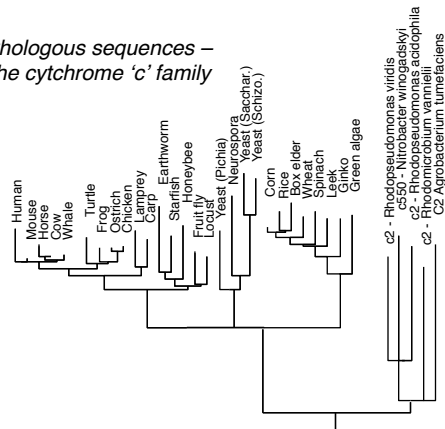 hologous sequences –
he cytchrome ‘c’ family
Human
Mouse
Horse
Cow
Whale
Turtle
Frog
Ostrich
Chicken
Lamprey
Carp
Earthworm
Starfish
Honeybee
Fruit fly
Locust
Yeast (Pichia)
Neurospora
Yeast (Sacchar.)
Yeast (Schizo.)
Corn
Rice
Box elder
Wheat
Spinach
Leek
Ginko
Green algae
c2 - Rhodopseudomonas viridis
c550 - Nitrobacter winogadskyi
c2 - Rhodopseudomonas acidophila
c2 - Rhodomicrobium vannielii
C2 Agrobacterium tumefaciens